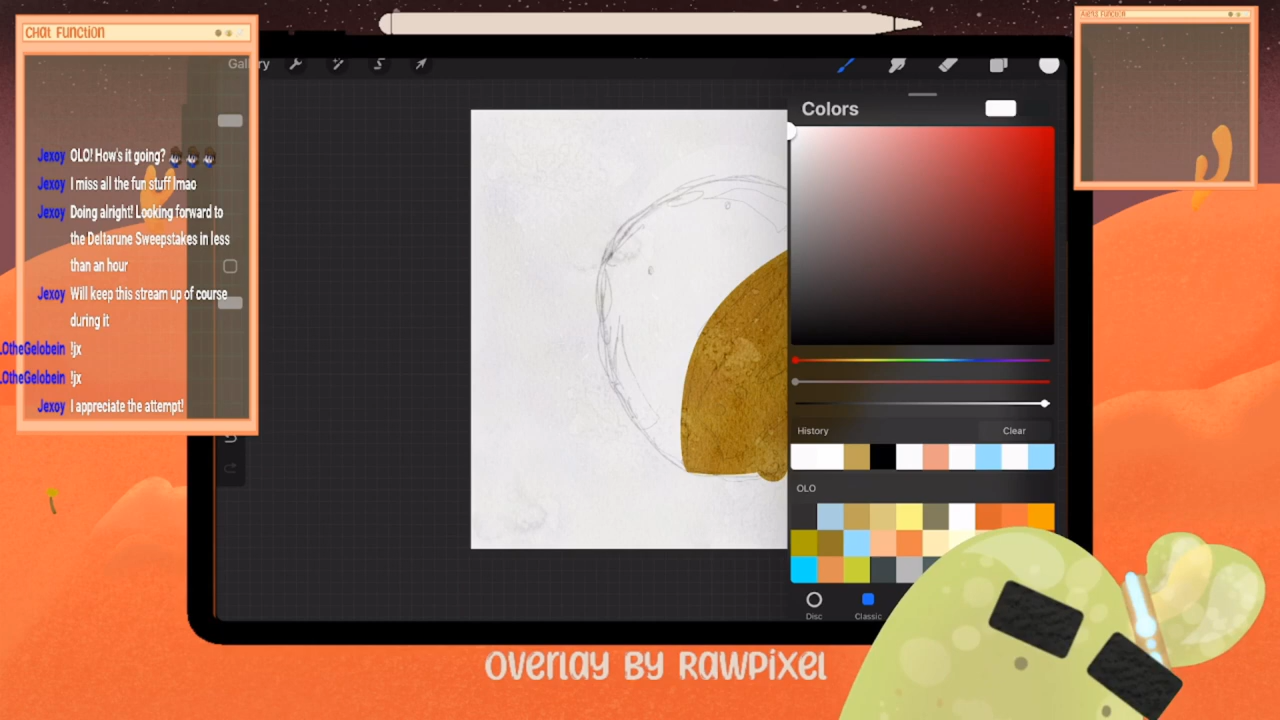 CHat FUNCtION
Gallery
Colors
Jexoy OLO! How's it going?
Jexoy I miss all the fun stuff lmao
Jexoy Doing alright! Looking forward to
the Deltarune Sweepstakes in less
than an hour
Jexoy Will keep this stream up of course
during it
.OtheGelobein !jx
.OtheGelobein !jx
Jexoy I appreciate the attempt!
History
Clear
OLO
Disc
Classic
OVERLAY BY RAWPIXEL